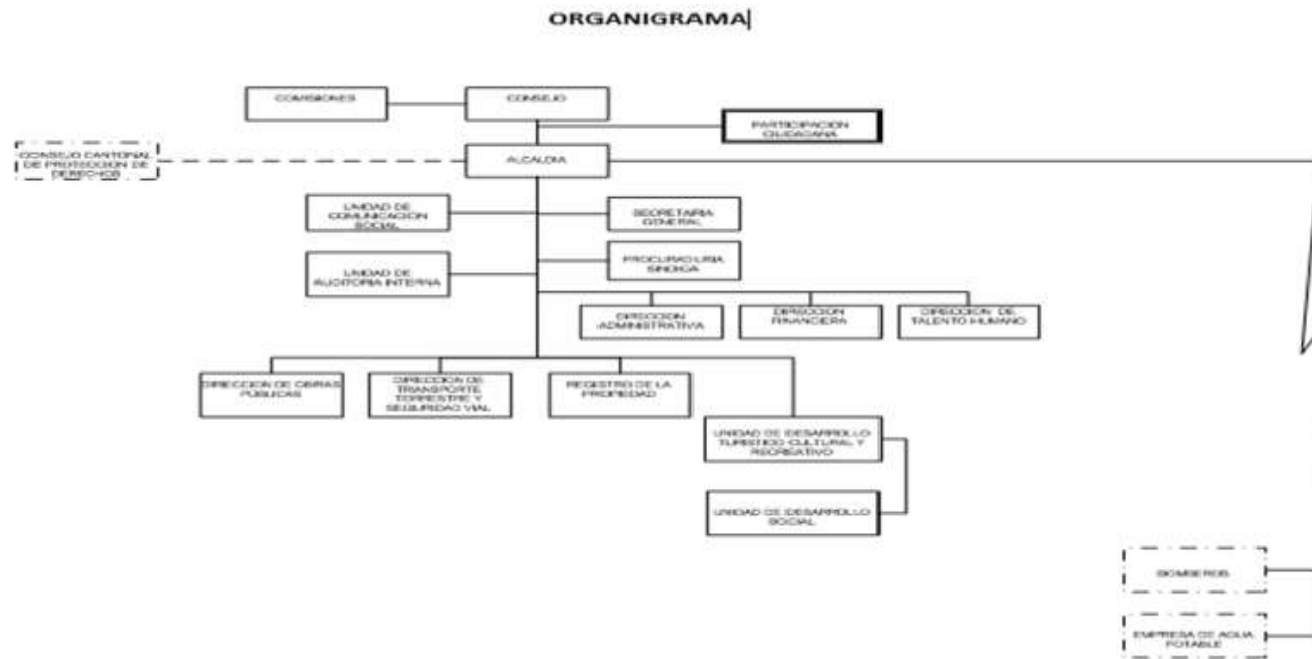 ORGANIGRAMA
COMISIONES
CONSEJO
PARTICIPACION
CIUDADANA
CONSEJO CANTONAL
DE PROTECCION DE
DERECHOS
ALCALDIA
UNIDAD DE
COMUNICACION
SOCIAL
SECRETARIA
GENERAL
UNIDAD DE
AUDITORIA INTERNA
PROCURADURIA
SINDICA
DIRECCION
ADMINISTRATIVA
DIRECCION
FINANCIERA
DIRECCION DE
TALENTO HUMANO
DIRECCION DE OBRAS
PÚBLICAS
DIRECCION DE
TRANSPORTE
TERRESTRE Y
SEGURIDAD VIAL
REGISTRO DE LA
PROPIEDAD
UNIDAD DE DESARROLLO
TURISTICO CULTURAL Y
RECREATIVO
UNIDAD DE DESARROLLO
SOCIAL
BOMBEROS
EMPRESA DE AGUA
POTABLE